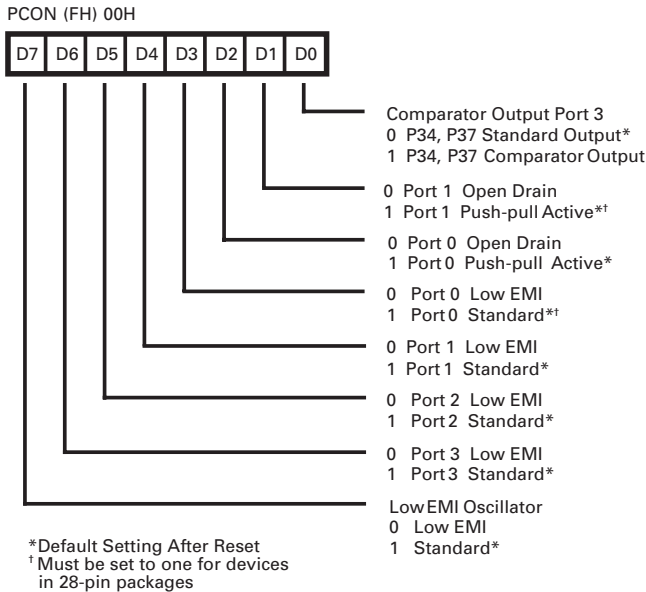 PCON (FH) 00H
D7 D6 D5 D4 D3 D2 D1 D0
Comparator Output Port 3
0 P34, P37 Standard Output*
1 P34, P37 Comparator Output
0 Port 1 Open Drain
1 Port 1 Push-pull Active*†
0 Port 0 Open Drain
1 Port 0 Push-pull Active*
0 Port 0 Low EMI
1 Port 0 Standard*†
0 Port 1 Low EMI
1 Port 1 Standard*
0 Port 2 Low EMI
1 Port 2 Standard*
0 Port 3 Low EMI
1 Port 3 Standard*
Low EMI Oscillator
0 Low EMI
1 Standard*
*Default Setting After Reset
† Must be set to one for devices
in 28-pin packages